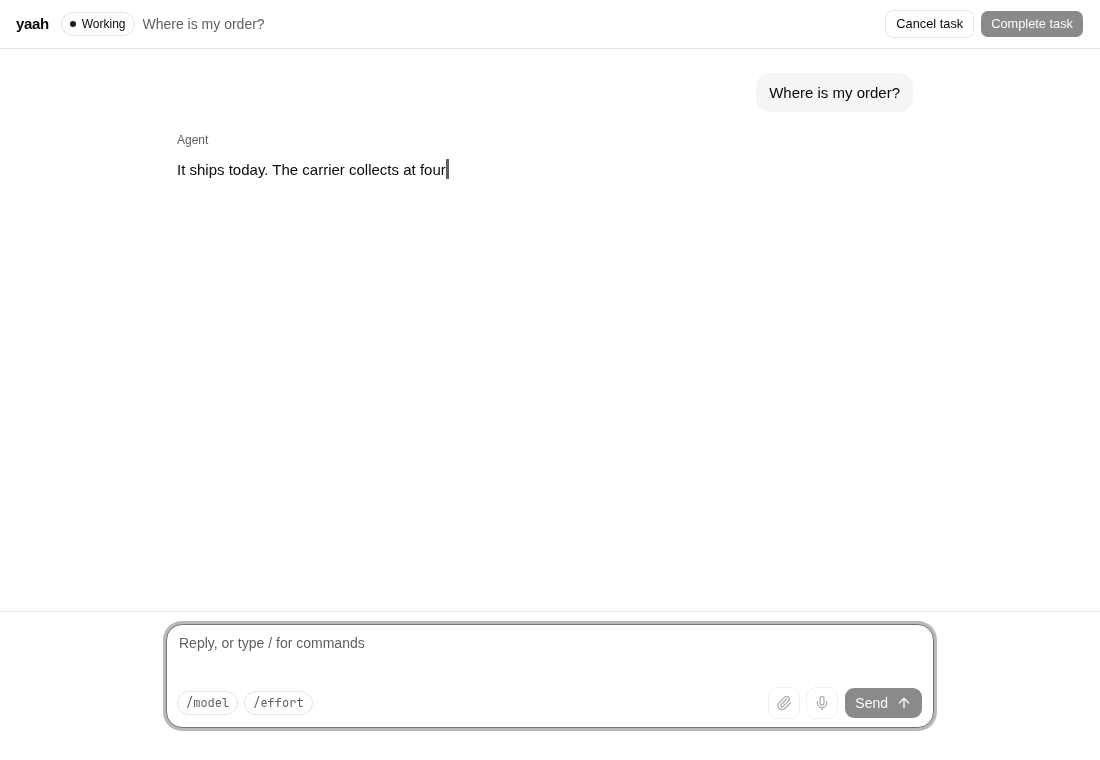 yaah
Working
Where is my order?
Cancel task
Complete task
Where is my order?
Agent
It ships today. The carrier collects at four
Reply, or type / for commands
/model
/effort
Send